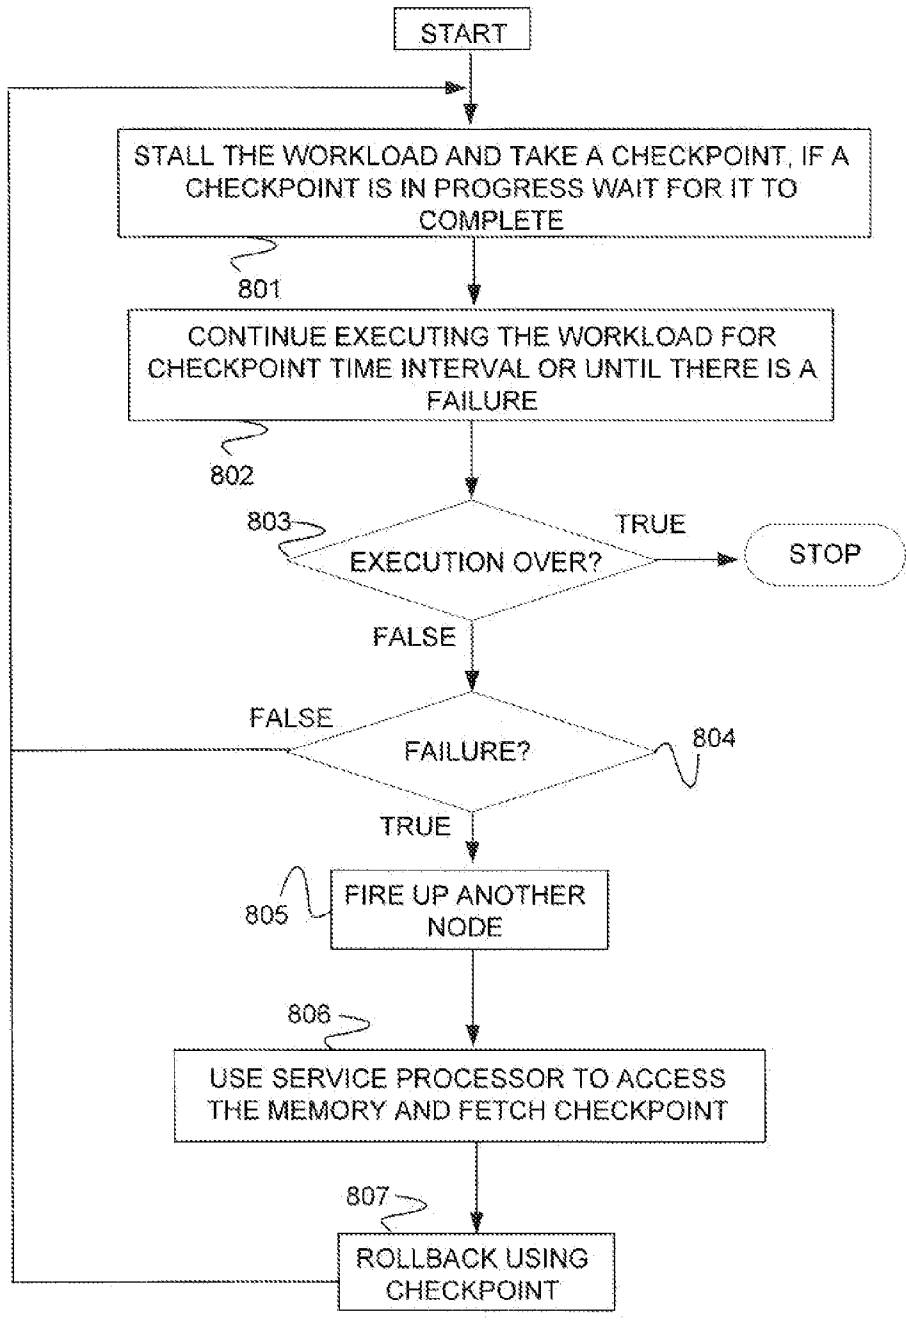 START
STALL THE WORKLOAD AND TAKE A CHECKPOINT, IF A
CHECKPOINT IS IN PROGRESS WAIT FOR IT TO
COMPLETE
801
CONTINUE EXECUTING THE WORKLOAD FOR
CHECKPOINT TIME INTERVAL OR UNTIL THERE IS A
FAILURE
802
803
TRUE
EXECUTION OVER?
STOP
FALSE
FALSE
FAILURE?
804
TRUE
805
FIRE UP ANOTHER
NODE
806
USE SERVICE PROCESSOR TO ACCESS
THE MEMORY AND FETCH CHECKPOINT
807
ROLLBACK USING
CHECKPOINT